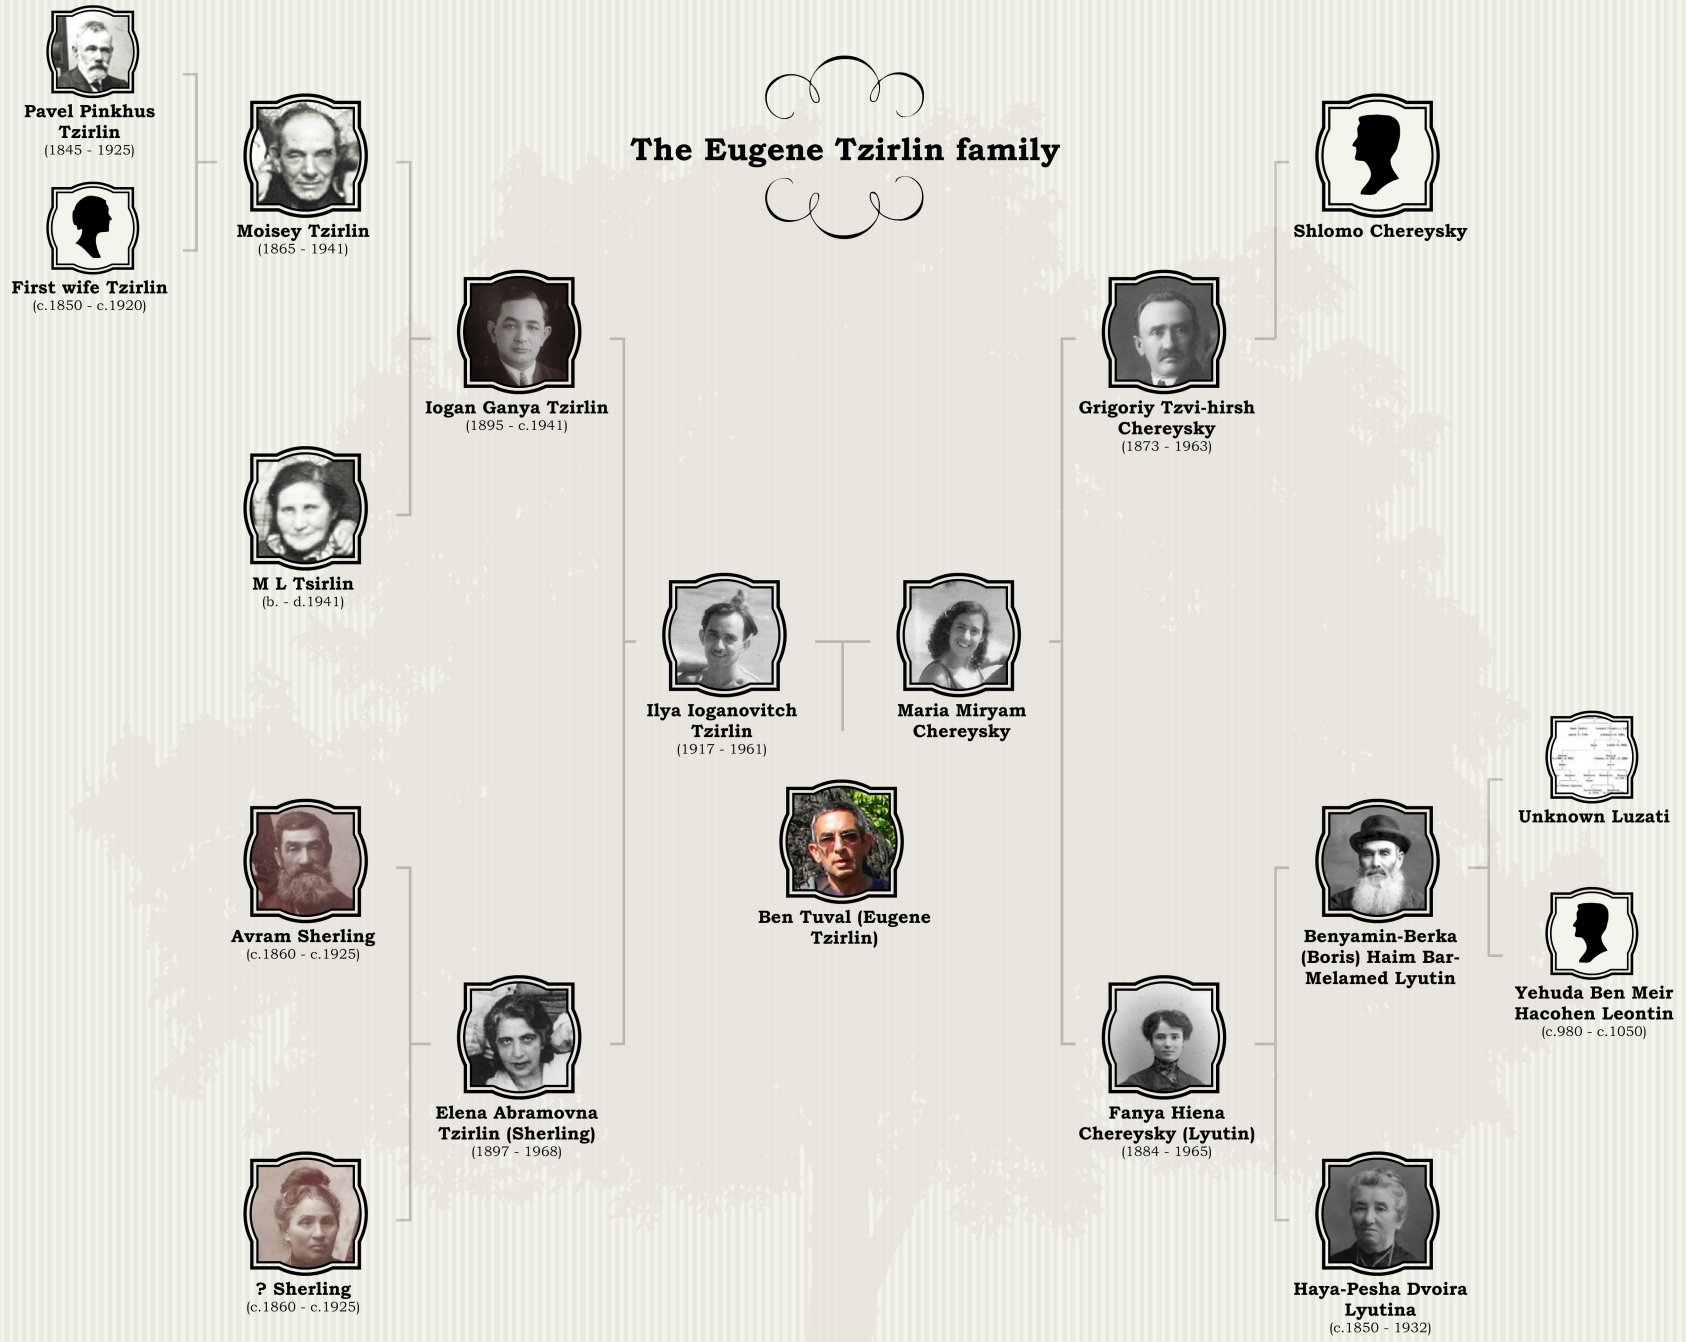 Pavel Pinkhus
Tzirlin
(1845 - 1925)
First wife Tzirlin
(c.1850 - c.1920)
Moisey Tzirlin
(1865 - 1941)
M L Tsirlin
(b. - d.1941)
Avram Sherling
(c.1860 - c.1925)
? Sherling
(c.1860 - c.1925)
Iogan Ganya Tzirlin
(1895 - c.1941)
Elena Abramovna
Tzirlin (Sherling)
(1897 - 1968)
The Eugene Tzirlin family
Ilya Ioganovitch
Tzirlin
(1917 - 1961)
Maria Miryam
Chereysky
Ben Tuval (Eugene
Tzirlin)
Grigoriy Tzvi-hirsh
Chereysky
(1873 - 1963)
Fanya Hiena
Chereysky (Lyutin)
(1884 - 1965)
Shlomo Chereysky
Benyamin-Berka
(Boris) Haim Bar-
Melamed Lyutin
Haya-Pesha Dvoira
Lyutina
(c.1850 - 1932)
Unknown Luzati
Yehuda Ben Meir
Hacohen Leontin
(c.980 - c.1050)